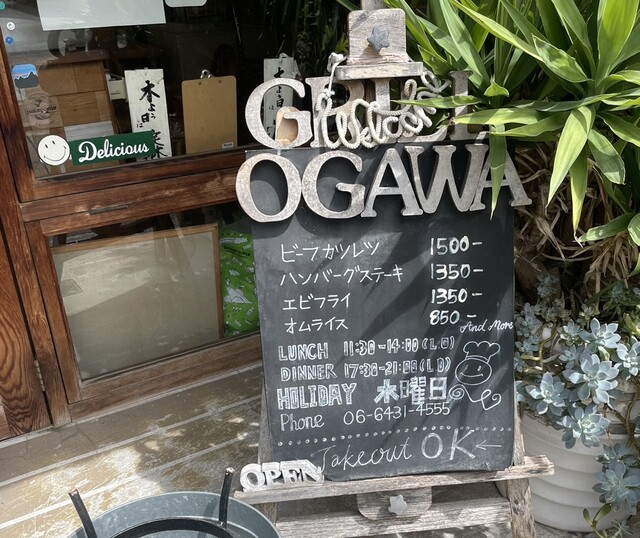 Delicious
GRILL
Welcome
OGAWA
ビーフカツレツ 1500-
ハンバーグステーキ 1350-
エビフライ 1350-
オムライス 850-
And More
LUNCH 11:30-14:00(L.O)
DINNER 17:30-21:00(L.O)
HOLIDAY 水曜日
Phone 06-6431-4555
Takeout OK←
OPEN